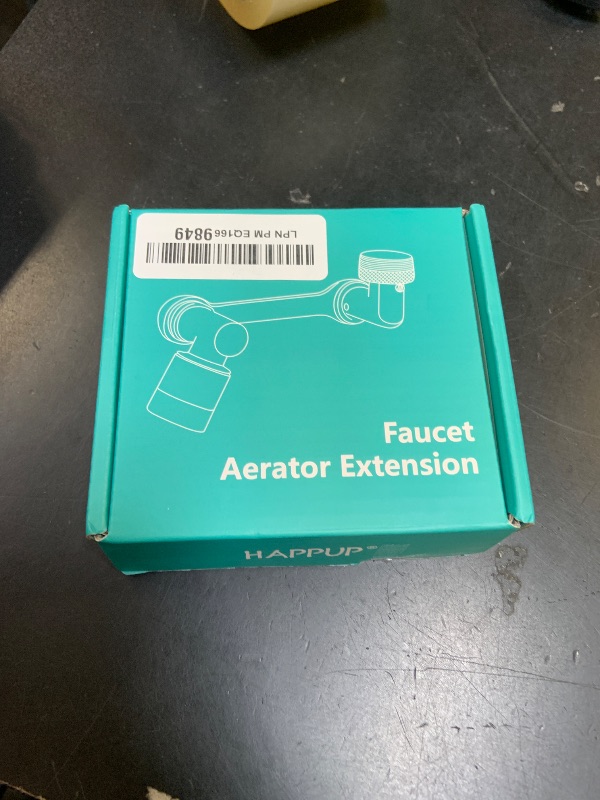 LPN PM EQ1669849
Faucet
Aerator Extension
HAPPUP®